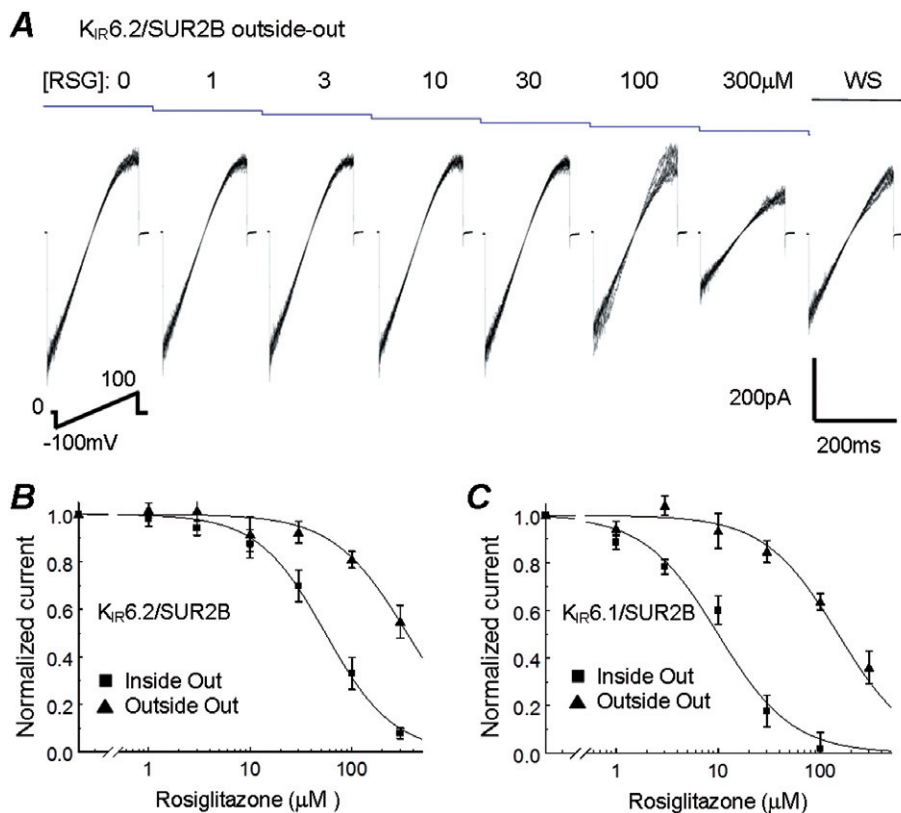 A K_IR6.2/SUR2B outside-out
[RSG]: 0 1 3 10 30 100 300μM WS
100
0
-100mV
200pA
200ms
B
Normalized current
1.0
0.8
0.6
0.4
0.2
0.0
K_IR6.2/SUR2B
Inside Out
Outside Out
1 10 100
Rosiglitazone (μM )
C
Normalized current
1.0
0.8
0.6
0.4
0.2
0.0
K_IR6.1/SUR2B
Inside Out
Outside Out
1 10 100
Rosiglitazone (μM)